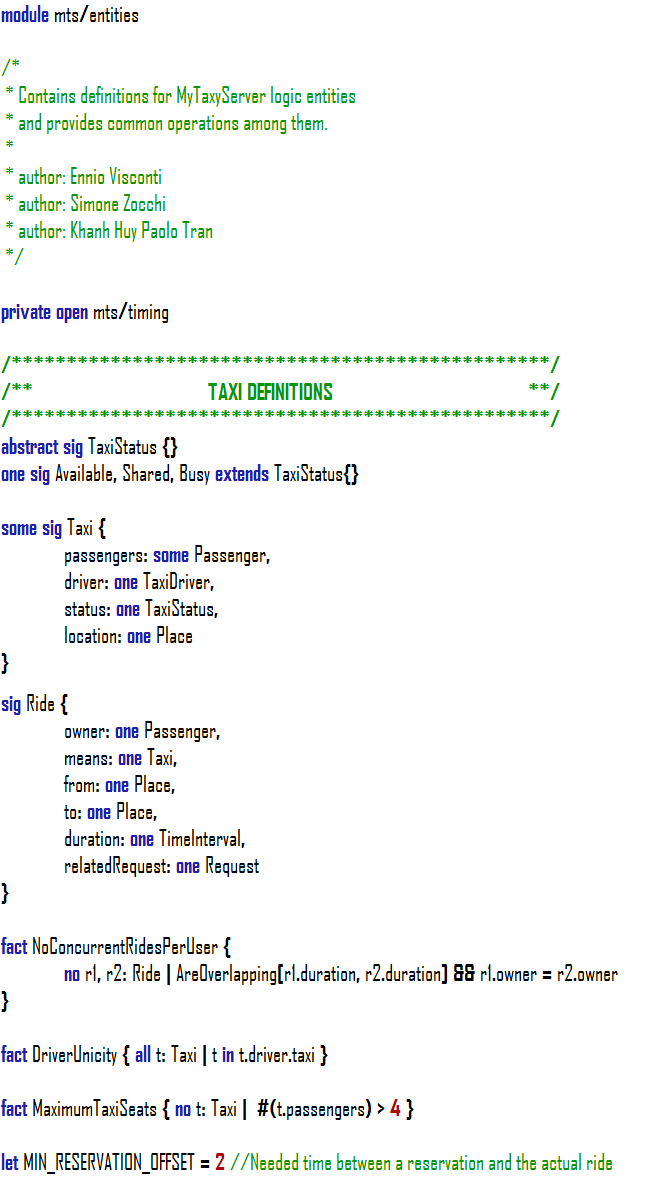 module mts/entities
/*
* Contains definitions for MyTaxyServer logic entities
* and provides common operations among them.
*
* author: Ennio Visconti
* author: Simone Zocchi
* author: Khanh Huy Paolo Tran
*/
private open mts/timing
/*************************************************/
/** TAXI DEFINITIONS **/
/*************************************************/
abstract sig TaxiStatus {}
one sig Available, Shared, Busy extends TaxiStatus{}
some sig Taxi {
passengers: some Passenger,
driver: one TaxiDriver,
status: one TaxiStatus,
location: one Place
}
sig Ride {
owner: one Passenger,
means: one Taxi,
from: one Place,
to: one Place,
duration: one TimeInterval,
relatedRequest: one Request
}
fact NoConcurrentRidesPerUser {
no r1, r2: Ride | AreOverlapping[r1.duration, r2.duration] && r1.owner = r2.owner
}
fact DriverUnicity { all t: Taxi | t in t.driver.taxi }
fact MaximumTaxiSeats { no t: Taxi | #(t.passengers) > 4 }
let MIN_RESERVATION_OFFSET = 2 //Needed time between a reservation and the actual ride